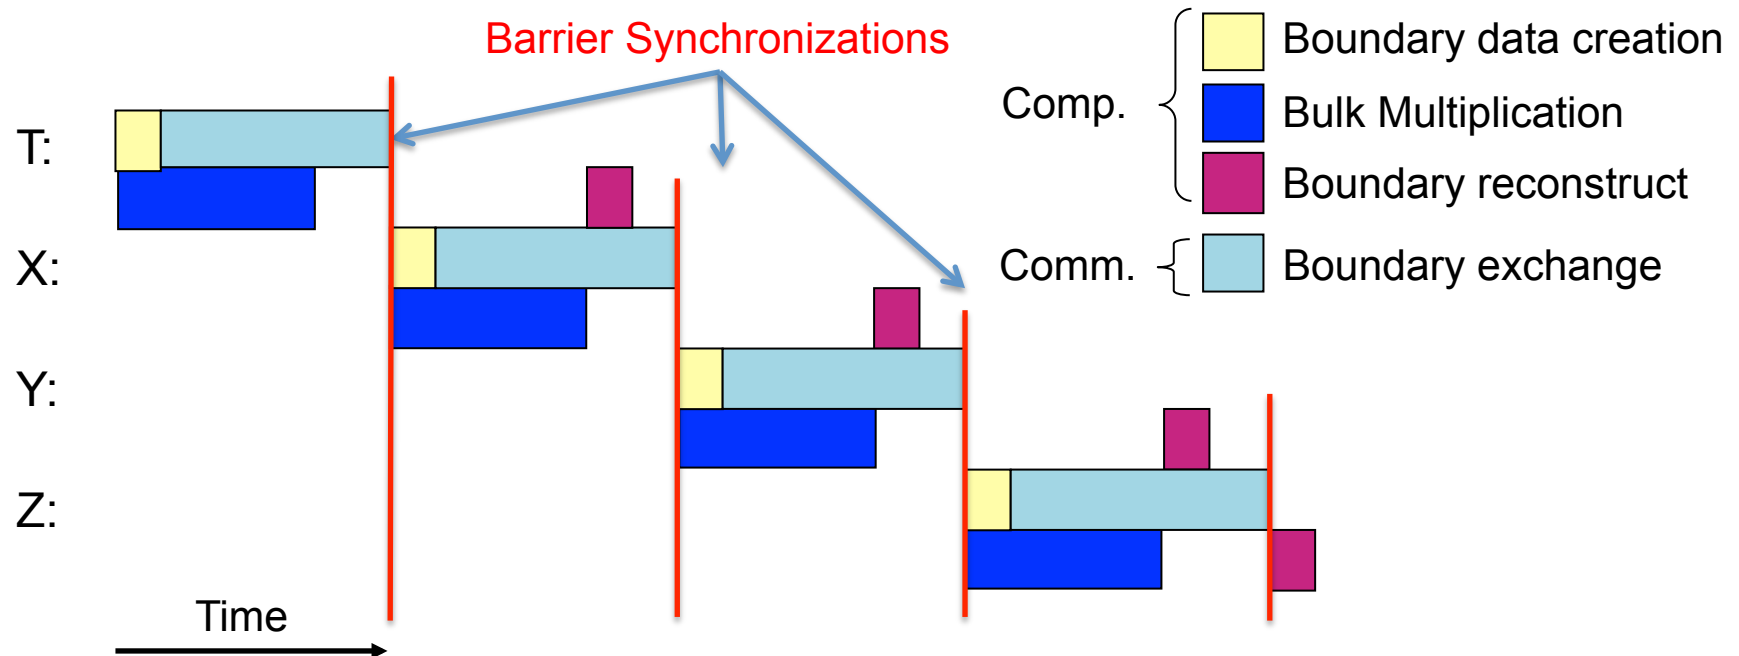 Barrier Synchronizations
T:
X:
Y:
Z:
Time
Comp.
Boundary data creation
Bulk Multiplication
Boundary reconstruct
Comm.
Boundary exchange